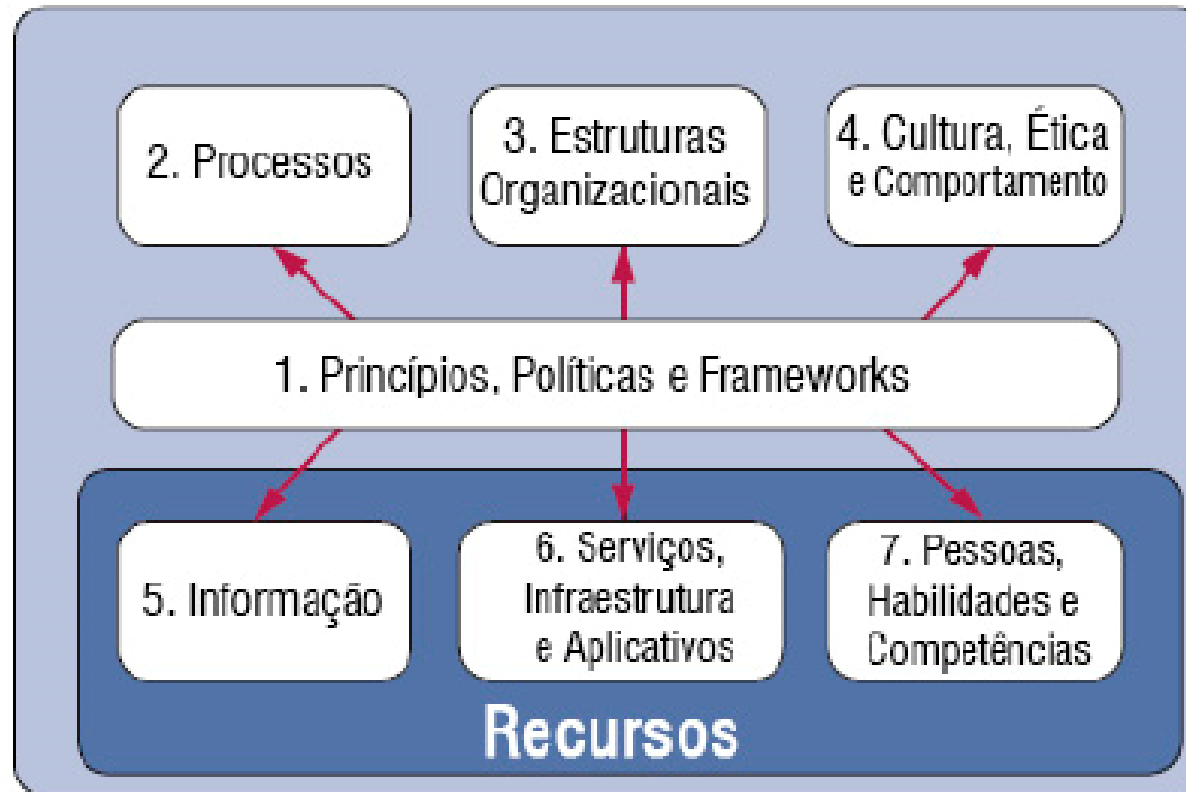 2. Processos
3. Estruturas
Organizacionais
4. Cultura, Ética
e Comportamento
1. Princípios, Políticas e Frameworks
5. Informação
6. Serviços,
Infraestrutura
e Aplicativos
7. Pessoas,
Habilidades e
Competências
Recursos